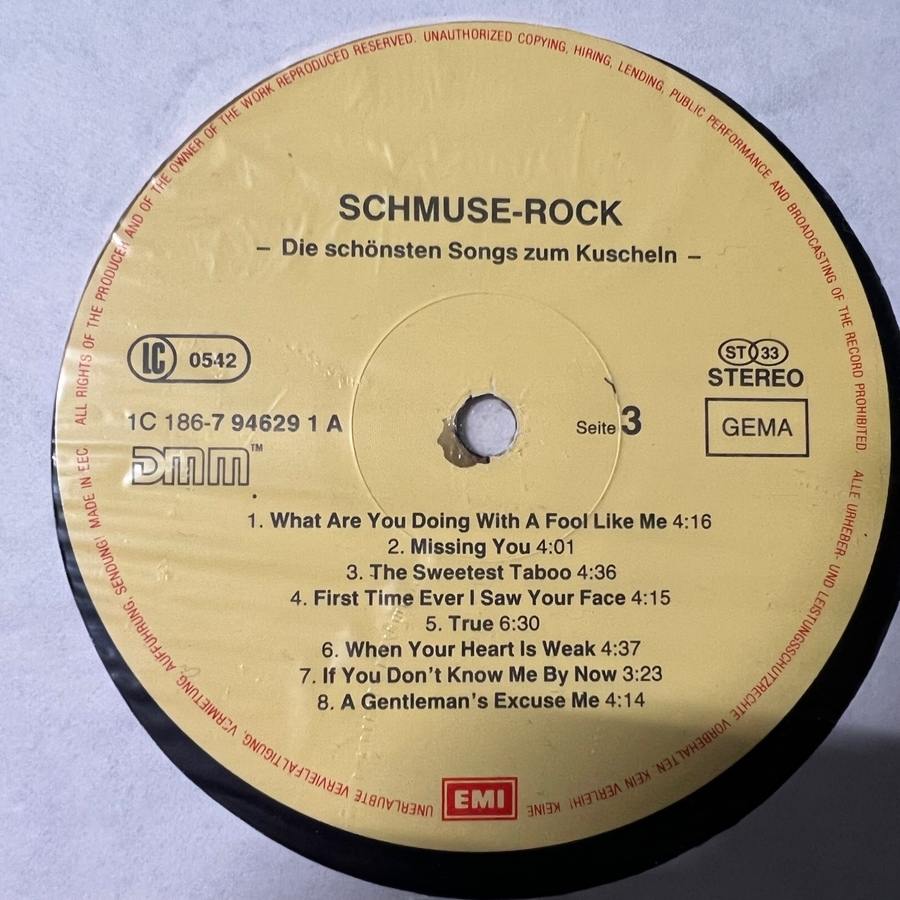 ALL RIGHTS OF THE PRODUCER AND OF THE OWNER OF THE WORK REPRODUCED RESERVED. UNAUTHORIZED COPYING, HIRING, LENDING, PUBLIC PERFORMANCE AND BROADCASTING OF THE RECORD PROHIBITED.
ALLE URHEBER- UND LEISTUNGSSCHUTZRECHTE VORBEHALTEN. KEIN VERLEIH! KEINE
UNERLAUBTE VERVIELFÄLTIGUNG, VERMIETUNG, AUFFÜHRUNG, SENDUNG! MADE IN EEC
SCHMUSE-ROCK
– Die schönsten Songs zum Kuscheln –
LC 0542
ST 33
STEREO
1C 186-7 94629 1 A
DMM™
Seite 3
GEMA
1. What Are You Doing With A Fool Like Me 4:16
2. Missing You 4:01
3. The Sweetest Taboo 4:36
4. First Time Ever I Saw Your Face 4:15
5. True 6:30
6. When Your Heart Is Weak 4:37
7. If You Don't Know Me By Now 3:23
8. A Gentleman's Excuse Me 4:14
EMI